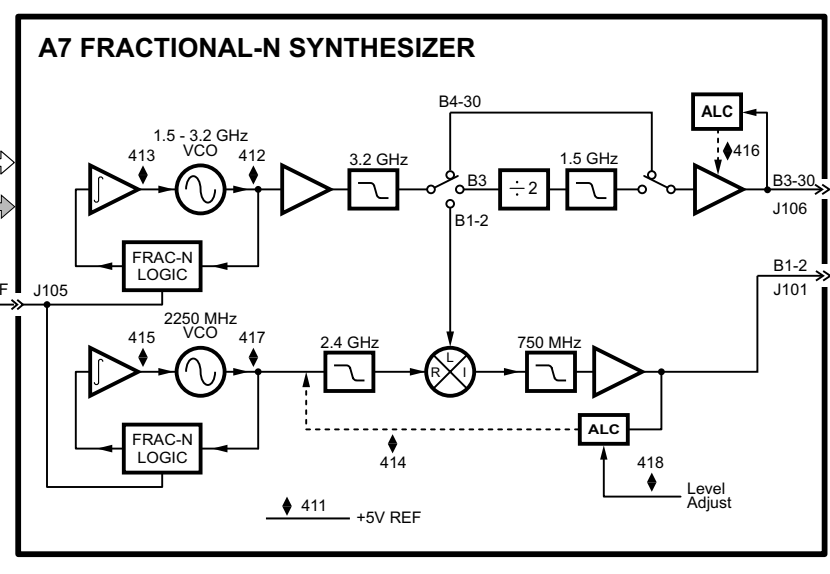 A7 FRACTIONAL-N SYNTHESIZER
B4-30
ALC
1.5 - 3.2 GHz
VCO
413
412
3.2 GHz
B3
÷ 2
1.5 GHz
416
B3-30
J106
B1-2
FRAC-N
LOGIC
B1-2
J101
F
J105
2250 MHz
VCO
415
417
2.4 GHz
L
R
I
750 MHz
FRAC-N
LOGIC
ALC
414
418
Level
Adjust
411
+5V REF